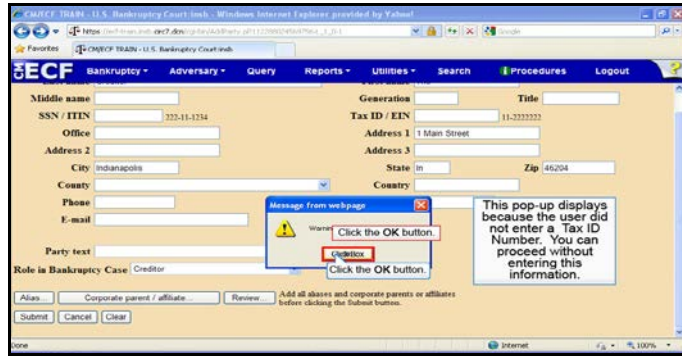 CM/ECF TRAIN - U.S. Bankruptcy Court:insb - Windows Internet Explorer provided by Yahoo!
Google
Favorites CM/ECF TRAIN - U.S. Bankruptcy Court:insb
ECF Bankruptcy Adversary Query Reports Utilities Search Procedures Logout ?
Middle name Generation Title
SSN / ITIN 222-11-1234 Tax ID / EIN 11-2222222
Office Address 1 1 Main Street
Address 2 Address 3
City Indianapolis State In Zip 46204
County Country
Phone
E-mail
Message from webpage
Click the OK button.
Click the OK button.
This pop-up displays
because the user did
not enter a Tax ID
Number. You can
proceed without
entering this
information.
Party text
Role in Bankruptcy Case Creditor
Alias... Corporate parent / affiliate... Review... Add all aliases and corporate parents or affiliates
before clicking the Submit button.
Submit Cancel Clear
Done Internet 100%